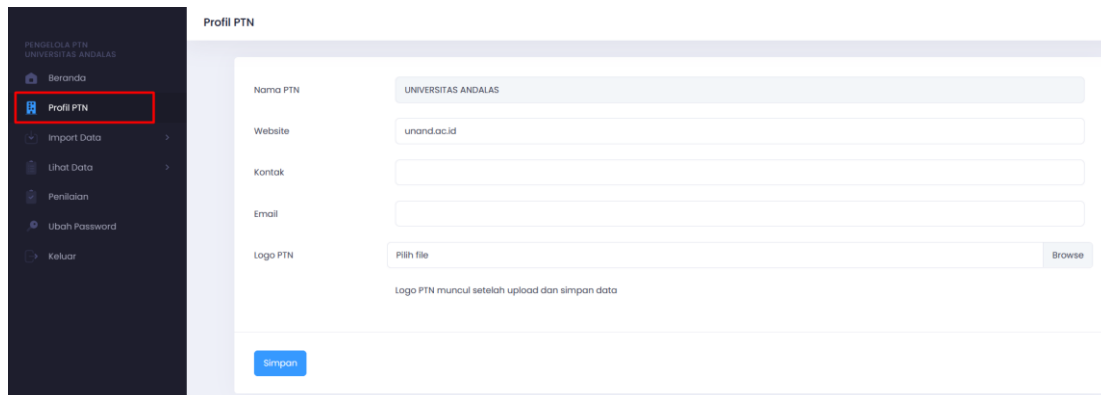 PENGELOLA PTN
UNIVERSITAS ANDALAS
Beranda
Profil PTN
Import Data
Lihat Data
Penilaian
Ubah Password
Keluar
Profil PTN
Nama PTN UNIVERSITAS ANDALAS
Website unand.ac.id
Kontak
Email
Logo PTN Pilih file Browse
Logo PTN muncul setelah upload dan simpan data
Simpan